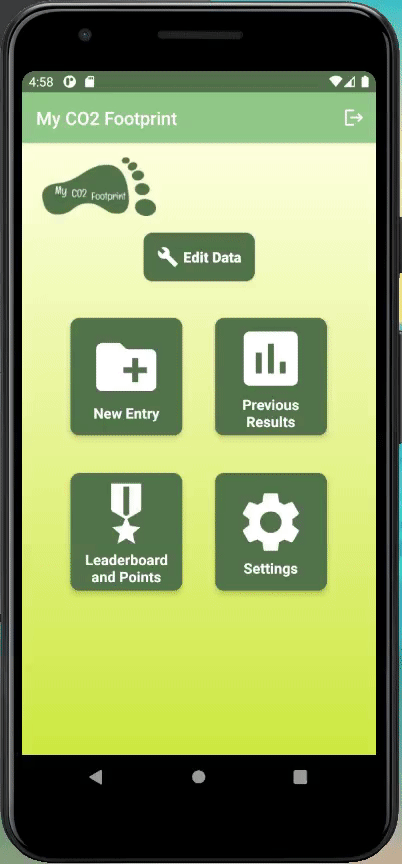 4:58
My CO2 Footprint
My CO2 Footprint
Edit Data
New Entry
Previous
Results
Leaderboard
and Points
Settings